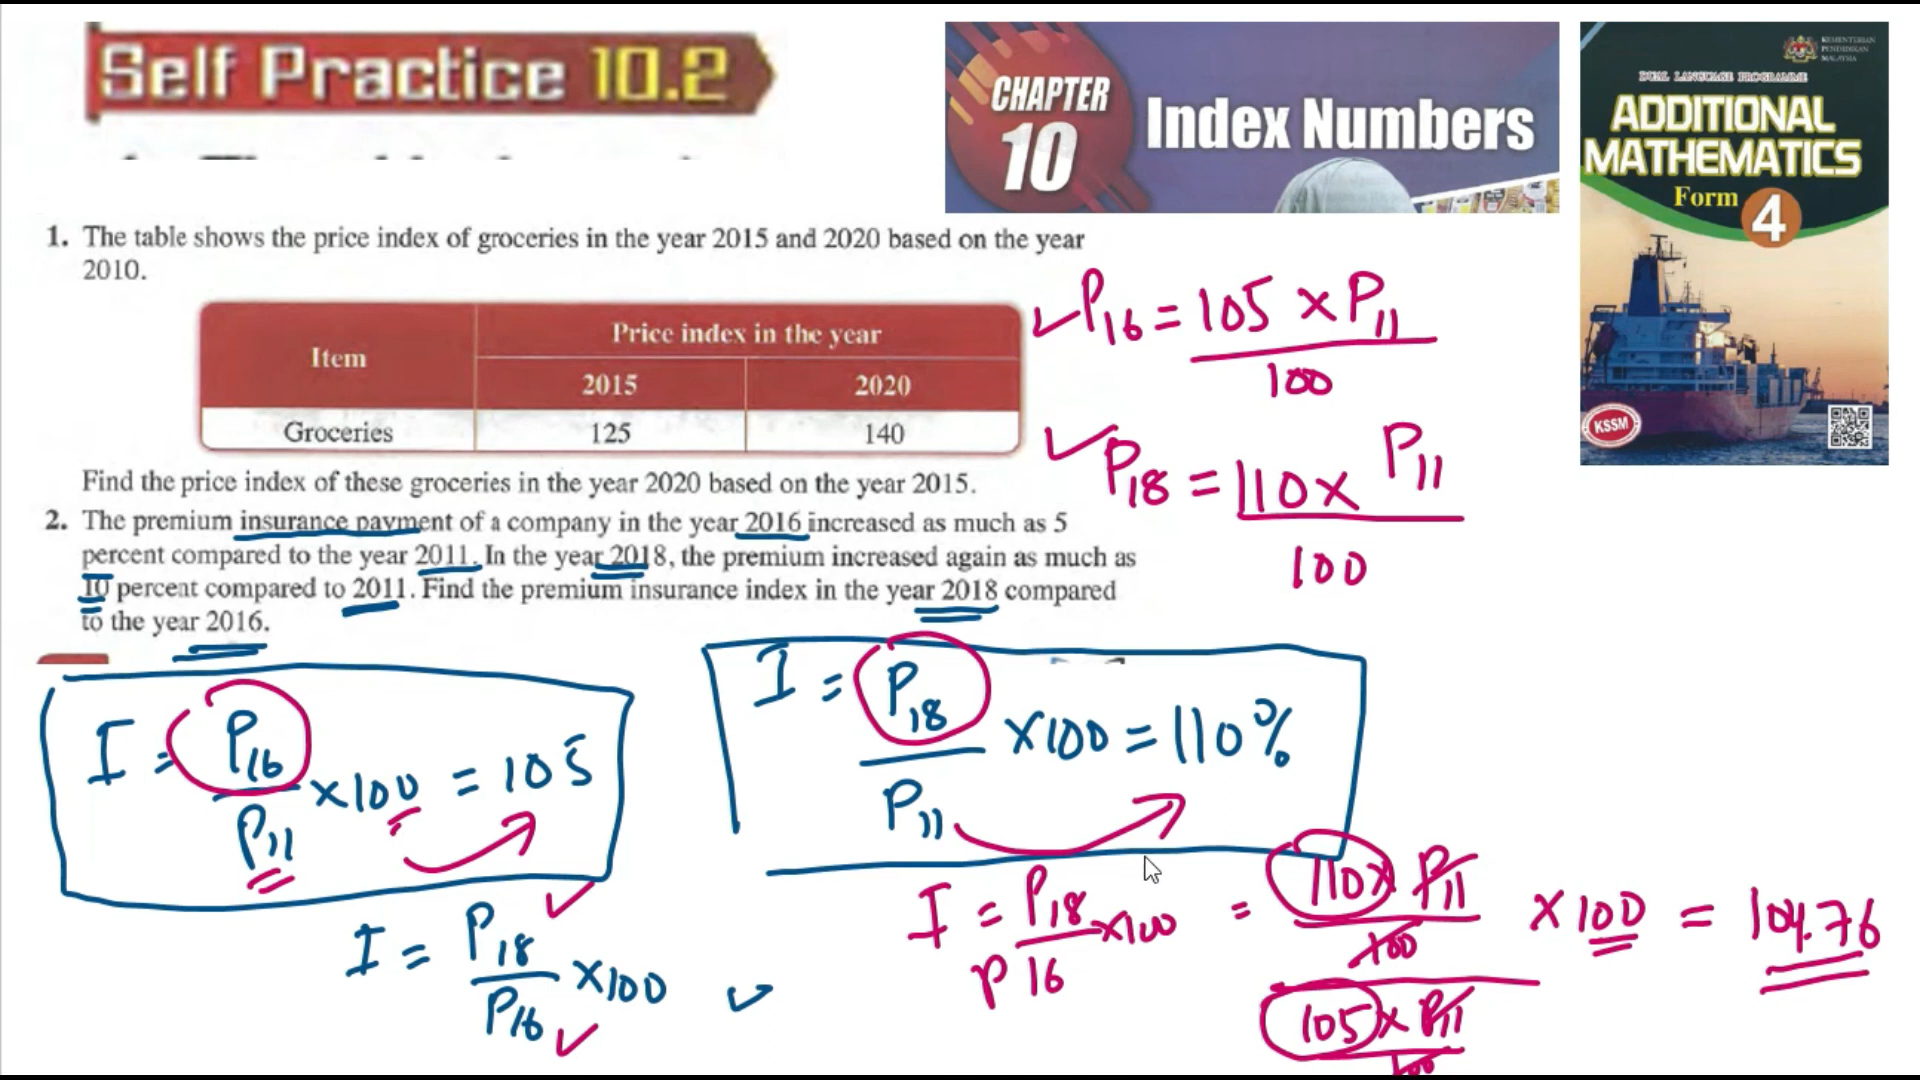 Self Practice 10.2
CHAPTER
10
Index Numbers
KEMENTERIAN
PENDIDIKAN
MALAYSIA
DUAL LANGUAGE PROGRAMME
ADDITIONAL
MATHEMATICS
Form 4
KSSM
1. The table shows the price index of groceries in the year 2015 and 2020 based on the year
2010.
Item
Price index in the year
2015 2020
Groceries 125 140
Find the price index of these groceries in the year 2020 based on the year 2015.
2. The premium insurance payment of a company in the year 2016 increased as much as 5
percent compared to the year 2011. In the year 2018, the premium increased again as much as
10 percent compared to 2011. Find the premium insurance index in the year 2018 compared
to the year 2016.
P16 = 105 × P11
100
P18 = 110 × P11
100
I = P16
P11
×100 = 105
I = P18
P11
×100 = 110%
I = P18
P16
×100
I = P18
P16
×100
= 110 × P11
100
105 × P11
100
×100 = 104.76